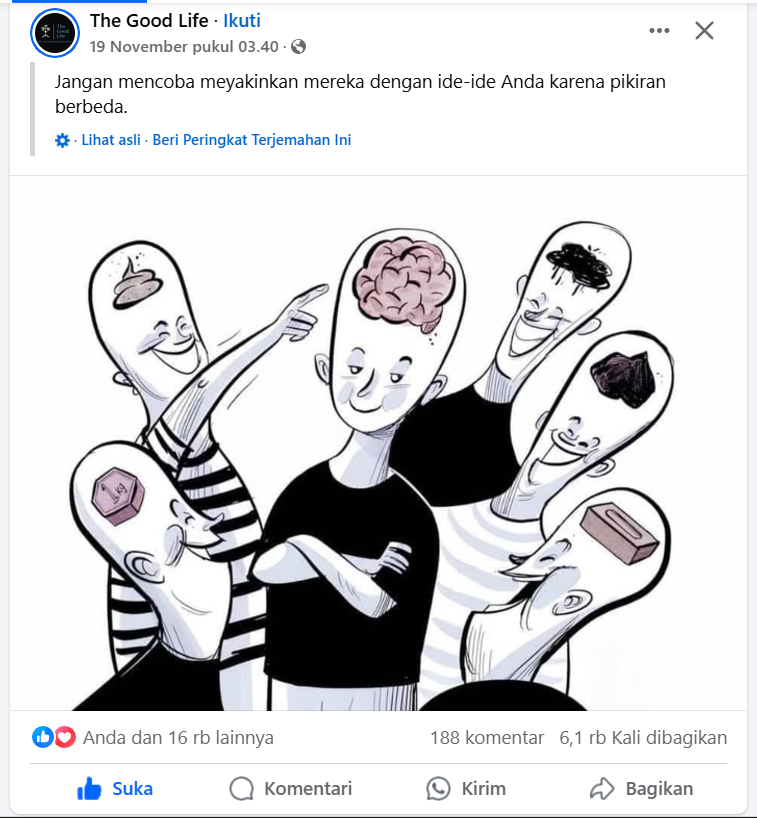 The Good Life · Ikuti
19 November pukul 03.40 ·
Jangan mencoba meyakinkan mereka dengan ide-ide Anda karena pikiran
berbeda.
· Lihat asli · Beri Peringkat Terjemahan Ini
Anda dan 16 rb lainnya
188 komentar 6,1 rb Kali dibagikan
Suka Komentari Kirim Bagikan